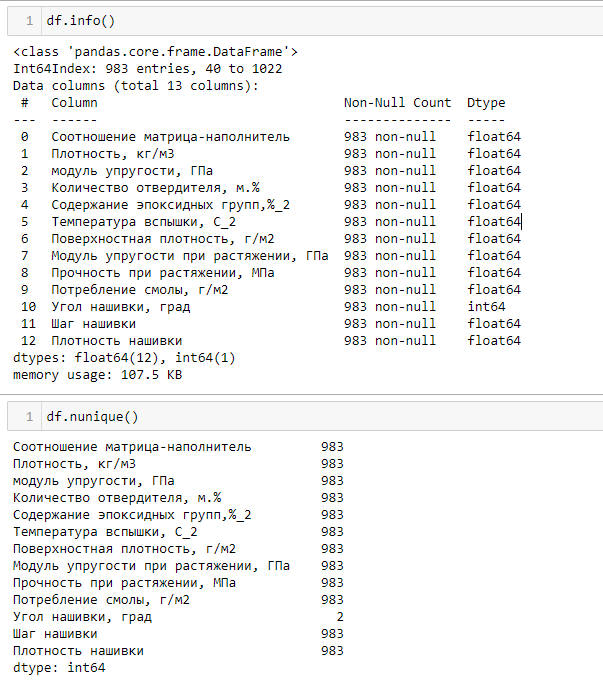 1 df.info()
<class 'pandas.core.frame.DataFrame'>
Int64Index: 983 entries, 40 to 1022
Data columns (total 13 columns):
 #   Column                               Non-Null Count  Dtype
---  ------                               --------------  -----
 0   Соотношение матрица-наполнитель      983 non-null    float64
 1   Плотность, кг/м3                     983 non-null    float64
 2   модуль упругости, ГПа                983 non-null    float64
 3   Количество отвердителя, м.%          983 non-null    float64
 4   Содержание эпоксидных групп,%_2      983 non-null    float64
 5   Температура вспышки, С_2             983 non-null    float64
 6   Поверхностная плотность, г/м2        983 non-null    float64
 7   Модуль упругости при растяжении, ГПа  983 non-null    float64
 8   Прочность при растяжении, МПа        983 non-null    float64
 9   Потребление смолы, г/м2              983 non-null    float64
 10  Угол нашивки, град                   983 non-null    int64
 11  Шаг нашивки                          983 non-null    float64
 12  Плотность нашивки                    983 non-null    float64
dtypes: float64(12), int64(1)
memory usage: 107.5 KB
1 df.nunique()
Соотношение матрица-наполнитель         983
Плотность, кг/м3                        983
модуль упругости, ГПа                   983
Количество отвердителя, м.%             983
Содержание эпоксидных групп,%_2         983
Температура вспышки, С_2                983
Поверхностная плотность, г/м2           983
Модуль упругости при растяжении, ГПа    983
Прочность при растяжении, МПа           983
Потребление смолы, г/м2                 983
Угол нашивки, град                        2
Шаг нашивки                             983
Плотность нашивки                       983
dtype: int64